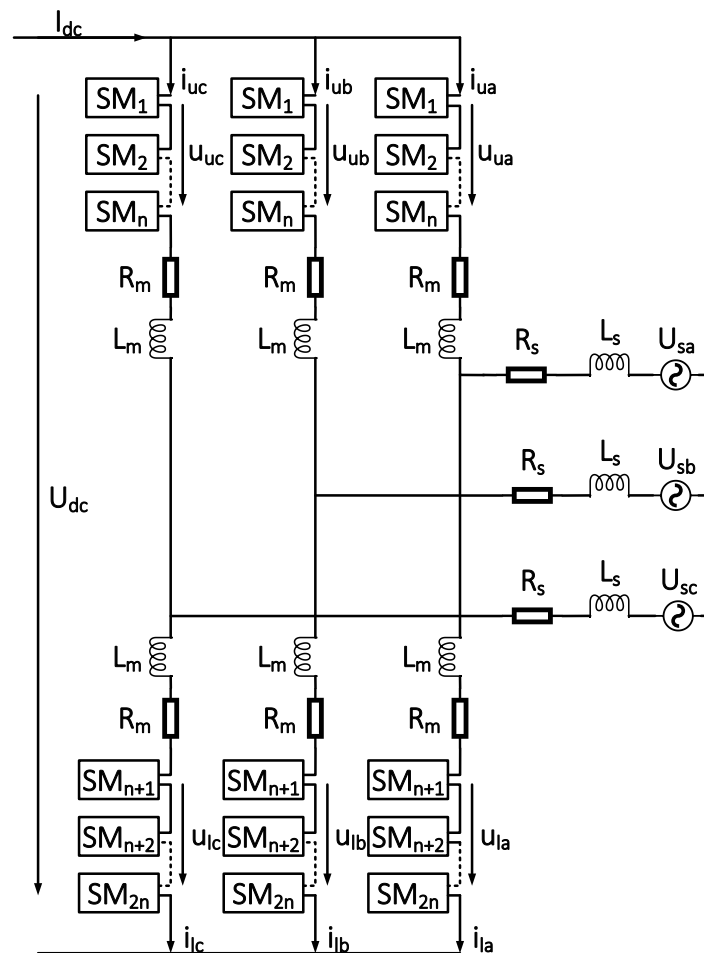 I_dc
i_uc i_ub i_ua
SM_1 SM_1 SM_1
SM_2 u_uc SM_2 u_ub SM_2 u_ua
SM_n SM_n SM_n
R_m R_m R_m
L_m L_m L_m R_s L_s U_sa
U_dc R_s L_s U_sb
R_s L_s U_sc
L_m L_m L_m
R_m R_m R_m
SM_n+1 SM_n+1 SM_n+1
SM_n+2 u_lc SM_n+2 u_lb SM_n+2 u_la
SM_2n SM_2n SM_2n
i_lc i_lb i_la